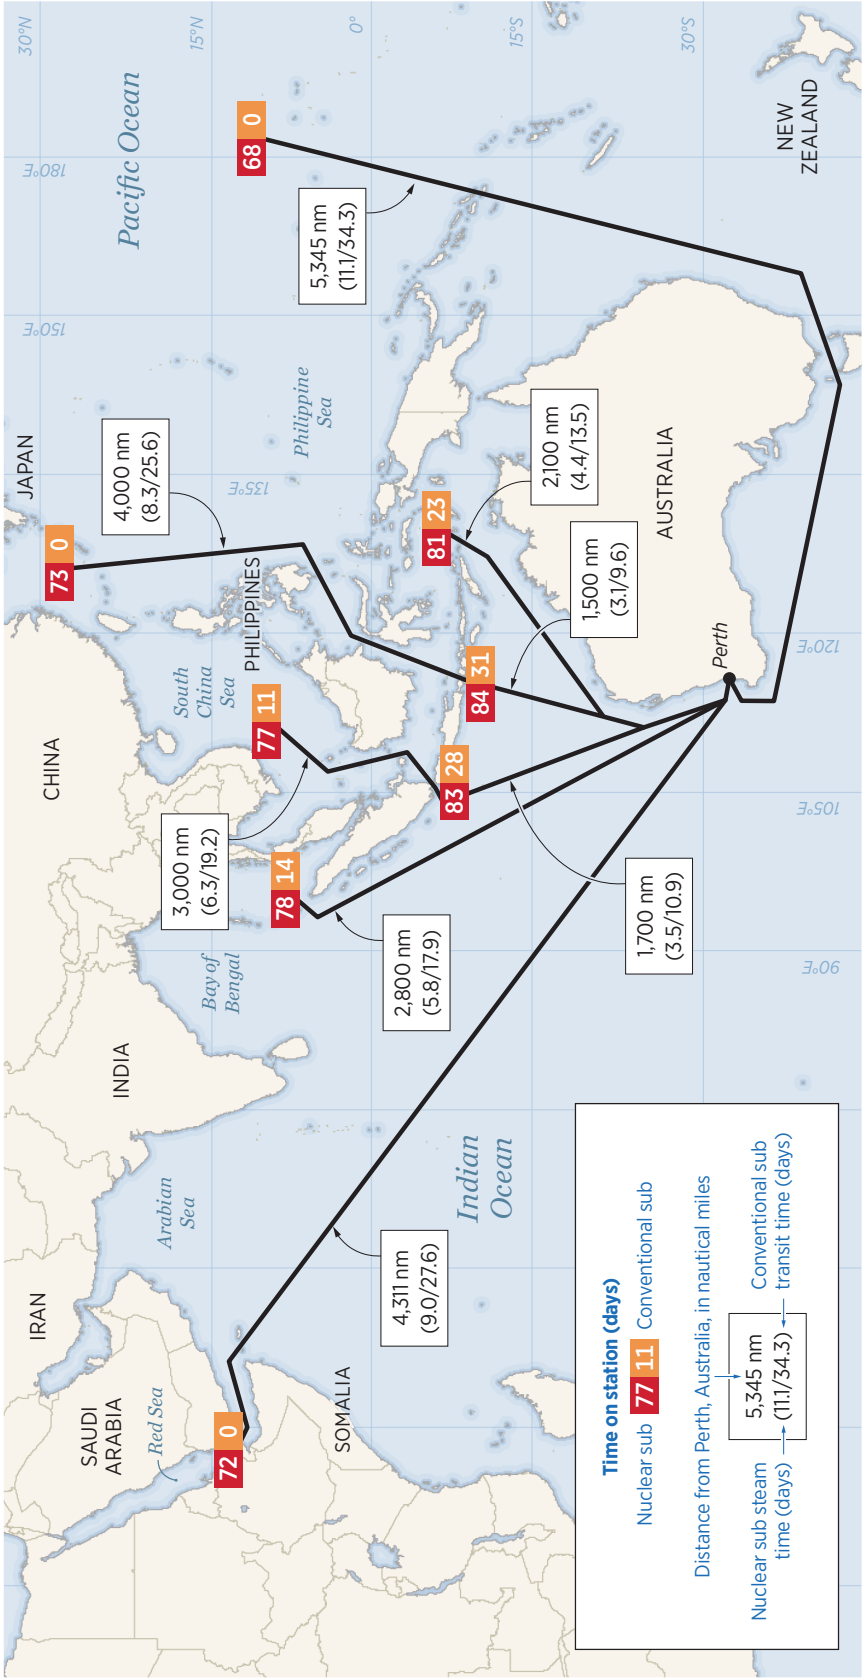 30°N
15°N
0°
15°S
30°S
180°E
150°E
135°E
120°E
105°E
90°E
Pacific Ocean
Philippine
Sea
South
China
Sea
Bay of
Bengal
Arabian
Sea
Red Sea
Indian
Ocean
JAPAN
CHINA
PHILIPPINES
INDIA
IRAN
SAUDI
ARABIA
SOMALIA
AUSTRALIA
Perth
NEW
ZEALAND
72 0
4,311 nm
(9.0/27.6)
78 14
2,800 nm
(5.8/17.9)
77 11
3,000 nm
(6.3/19.2)
83 28
1,700 nm
(3.5/10.9)
84 31
1,500 nm
(3.1/9.6)
81 23
2,100 nm
(4.4/13.5)
73 0
4,000 nm
(8.3/25.6)
68 0
5,345 nm
(11.1/34.3)
Time on station (days)
Nuclear sub 77 11 Conventional sub
Distance from Perth, Australia, in nautical miles
5,345 nm
(11.1/34.3)
Nuclear sub steam
time (days)
Conventional sub
transit time (days)